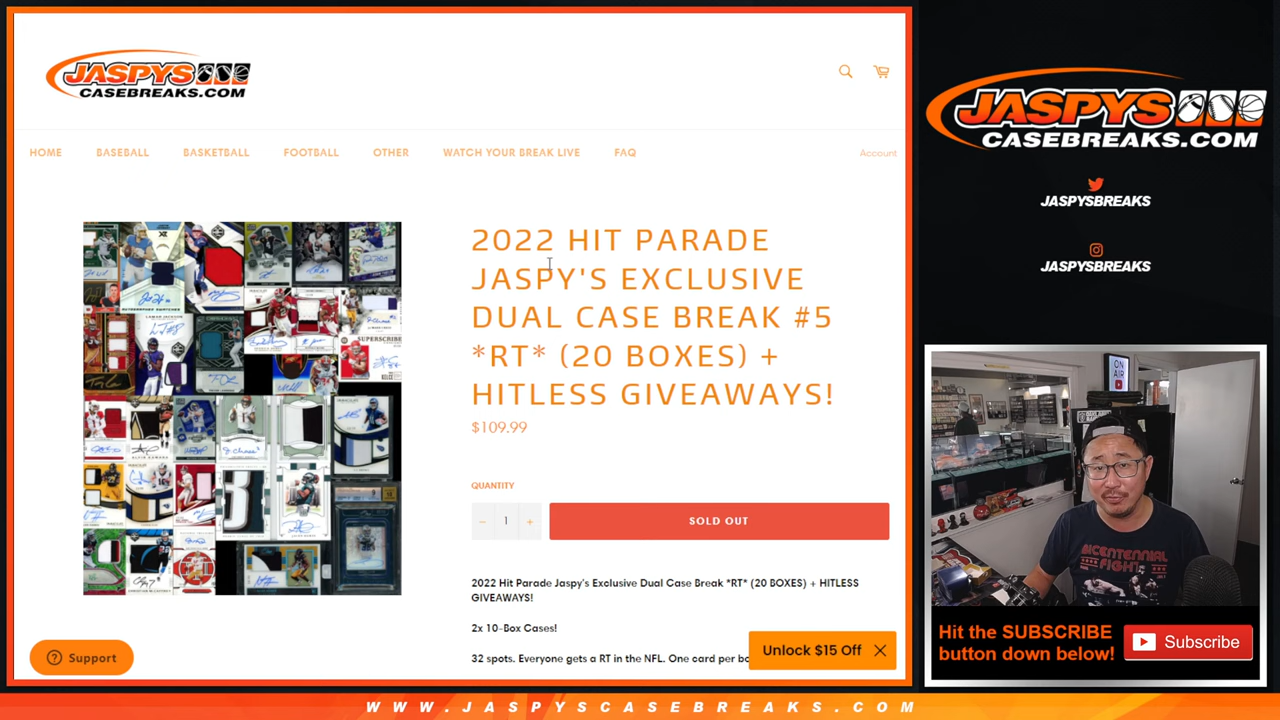 JASPYS
CASEBREAKS.COM
HOME BASEBALL BASKETBALL FOOTBALL OTHER WATCH YOUR BREAK LIVE FAQ Account
2022 HIT PARADE
JASPY'S EXCLUSIVE
DUAL CASE BREAK #5
*RT* (20 BOXES) +
HITLESS GIVEAWAYS!
$109.99
QUANTITY
− 1 +
SOLD OUT
2022 Hit Parade Jaspy's Exclusive Dual Case Break *RT* (20 BOXES) + HITLESS
GIVEAWAYS!
2x 10-Box Cases!
32 spots. Everyone gets a RT in the NFL. One card per bo
Support
Unlock $15 Off
JASPYS
CASEBREAKS.COM
JASPYSBREAKS
JASPYSBREAKS
ON
AIR
BICENTENNIAL
FIGHT
Hit the SUBSCRIBE
button down below!
Subscribe
WWW.JASPYSCASEBREAKS.COM